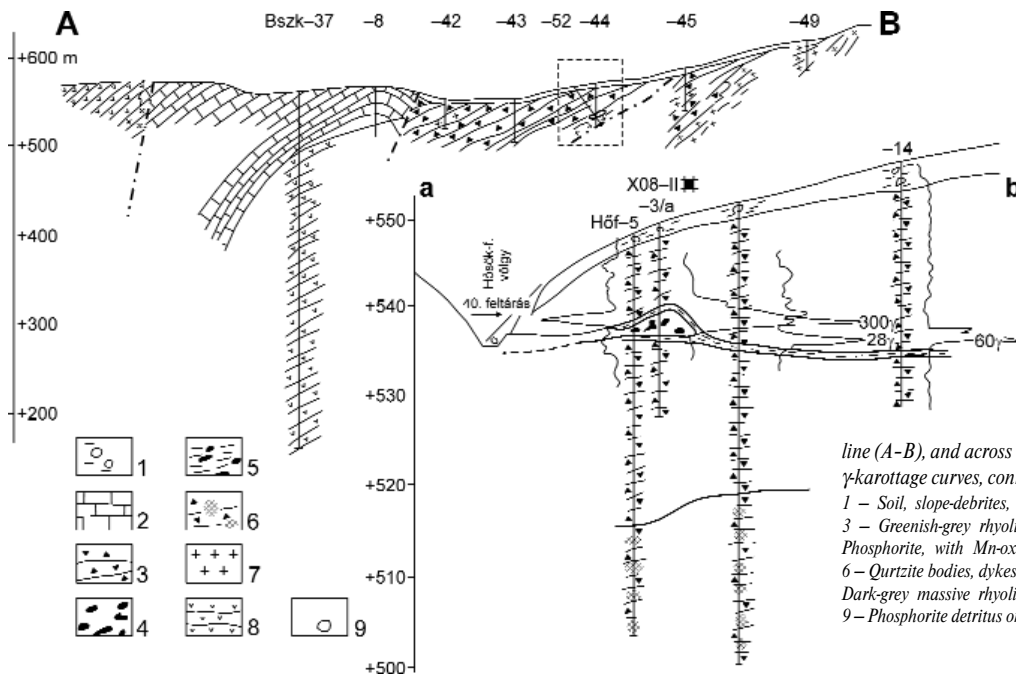 A
Bszk–37 –8 –42 –43 –52 –44 –45 –49
B
+600 m
+500
+400
+300
+200
a
b
X08–II
–3/a
Hőf–5
–14
Hősök-f.
völgy
10. feltárás
+550
+540
+530
+520
+510
+500
300γ
28γ
60γ
1
2
3
4
5
6
7
8
9
line (A–B), and across
γ-karottage curves, con
1 – Soil, slope-debrites,
3 – Greenish-grey rhyoli
Phosphorite, with Mn-ox
6 – Qurtzite bodies, dykes
Dark-grey massive rhyoli
9 – Phosphorite detritus o